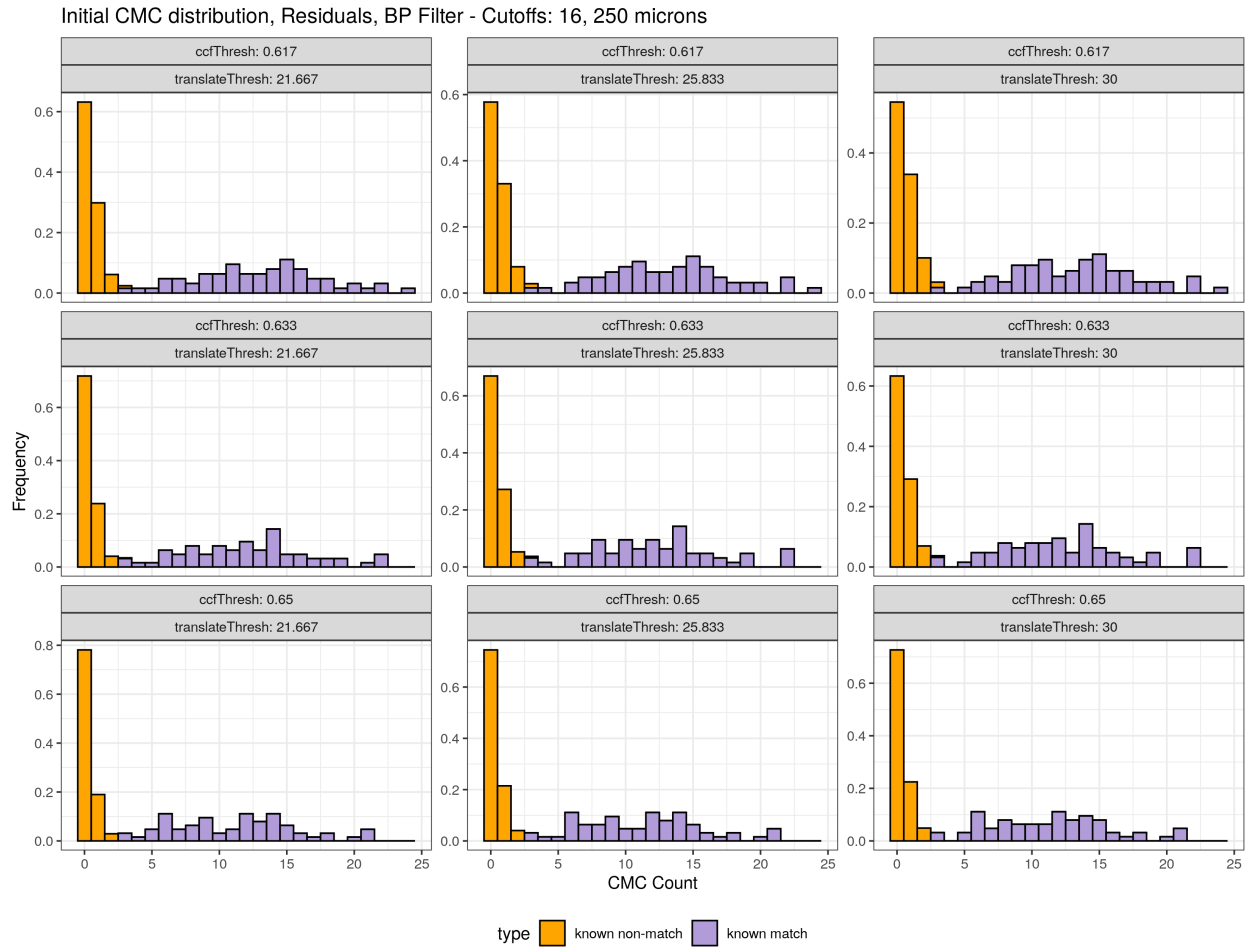 Initial CMC distribution, Residuals, BP Filter - Cutoffs: 16, 250 microns
ccfThresh: 0.617
translateThresh: 21.667
0.6
0.4
0.2
0.0
ccfThresh: 0.617
translateThresh: 25.833
0.6
0.4
0.2
0.0
ccfThresh: 0.617
translateThresh: 30
0.4
0.2
0.0
ccfThresh: 0.633
translateThresh: 21.667
0.6
0.4
0.2
0.0
ccfThresh: 0.633
translateThresh: 25.833
0.6
0.4
0.2
0.0
ccfThresh: 0.633
translateThresh: 30
0.6
0.4
0.2
0.0
Frequency
ccfThresh: 0.65
translateThresh: 21.667
0.8
0.6
0.4
0.2
0.0
0 5 10 15 20 25
ccfThresh: 0.65
translateThresh: 25.833
0.6
0.4
0.2
0.0
0 5 10 15 20 25
ccfThresh: 0.65
translateThresh: 30
0.6
0.4
0.2
0.0
0 5 10 15 20 25
CMC Count
type known non-match known match